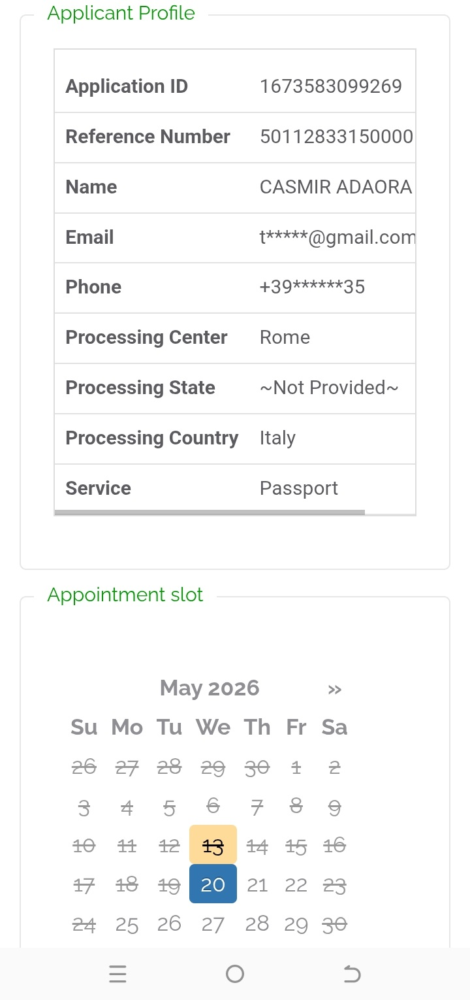 Applicant Profile
Application ID 1673583099269
Reference Number 50112833150000
Name CASMIR ADAORA
Email t*****@gmail.com
Phone +39******35
Processing Center Rome
Processing State ~Not Provided~
Processing Country Italy
Service Passport
Appointment slot
May 2026 »
Su Mo Tu We Th Fr Sa
26 27 28 29 30 1 2
3 4 5 6 7 8 9
10 11 12 13 14 15 16
17 18 19 20 21 22 23
24 25 26 27 28 29 30